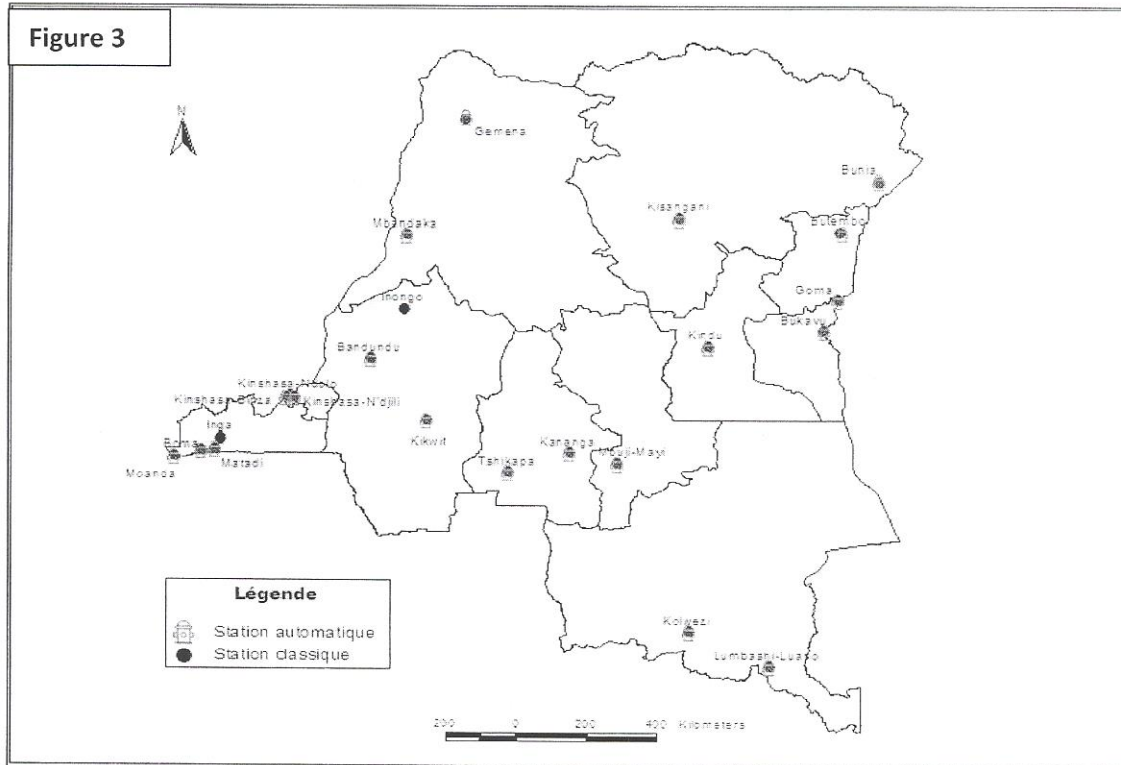 Figure 3
N
Gemena
Bunia
Kisangani
Butembo
Mbandaka
Goma
Inongo
Bukavu
Kindu
Bandundu
Kinshasa-Ndolo
Kinshasa-Binza
Kinshasa-N'djili
Inga
Kikwit
Boma
Kananga
Mbuji-Mayi
Matadi
Moanda
Tshikapa
Légende
Station automatique
Station classique
Kolwezi
Lumbashi-Luano
200 0 200 400 Kilometers